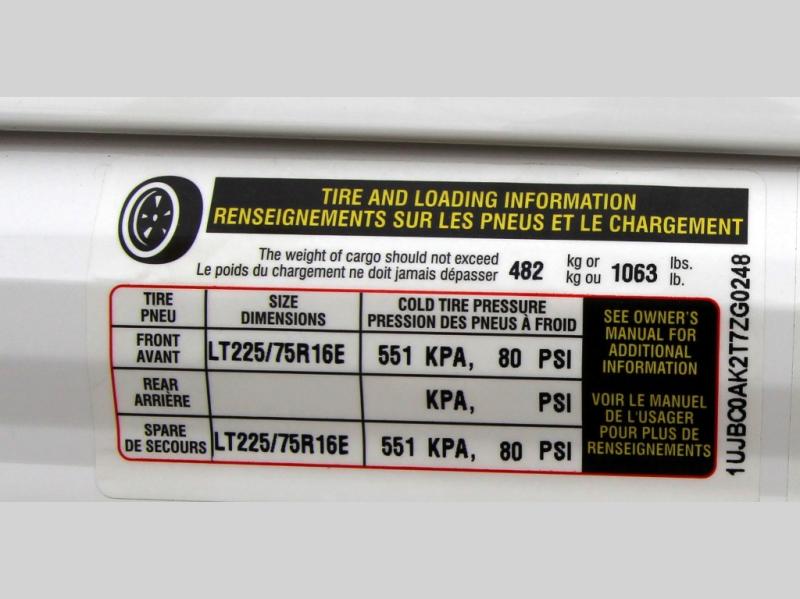 TIRE AND LOADING INFORMATION
RENSEIGNEMENTS SUR LES PNEUS ET LE CHARGEMENT
The weight of cargo should not exceed 482 kg or 1063 lbs.
Le poids du chargement ne doit jamais dépasser kg ou lb.
TIRE PNEU SIZE DIMENSIONS COLD TIRE PRESSURE PRESSION DES PNEUS À FROID
FRONT AVANT LT225/75R16E 551 KPA, 80 PSI
REAR ARRIÈRE KPA, PSI
SPARE DE SECOURS LT225/75R16E 551 KPA, 80 PSI
SEE OWNER'S
MANUAL FOR
ADDITIONAL
INFORMATION
VOIR LE MANUEL
DE L'USAGER
POUR PLUS DE
RENSEIGNEMENTS
1UJBC0AK2T7ZG0248